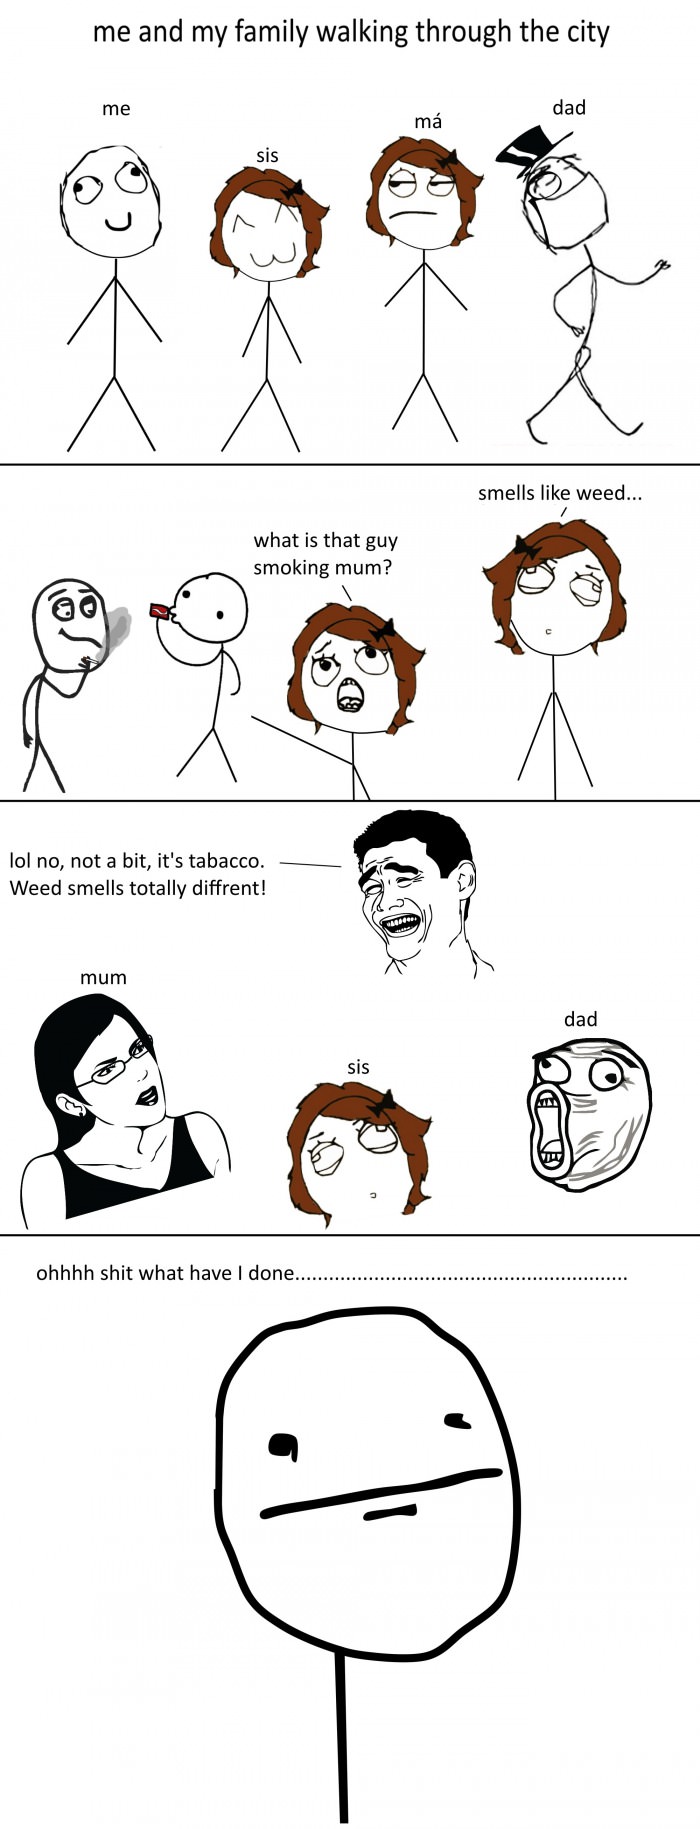 me and my family walking through the city
me
sis
má
dad
what is that guy
smoking mum?
smells like weed...
lol no, not a bit, it's tabacco.
Weed smells totally diffrent!
mum
sis
dad
ohhhh shit what have I done..............................................................